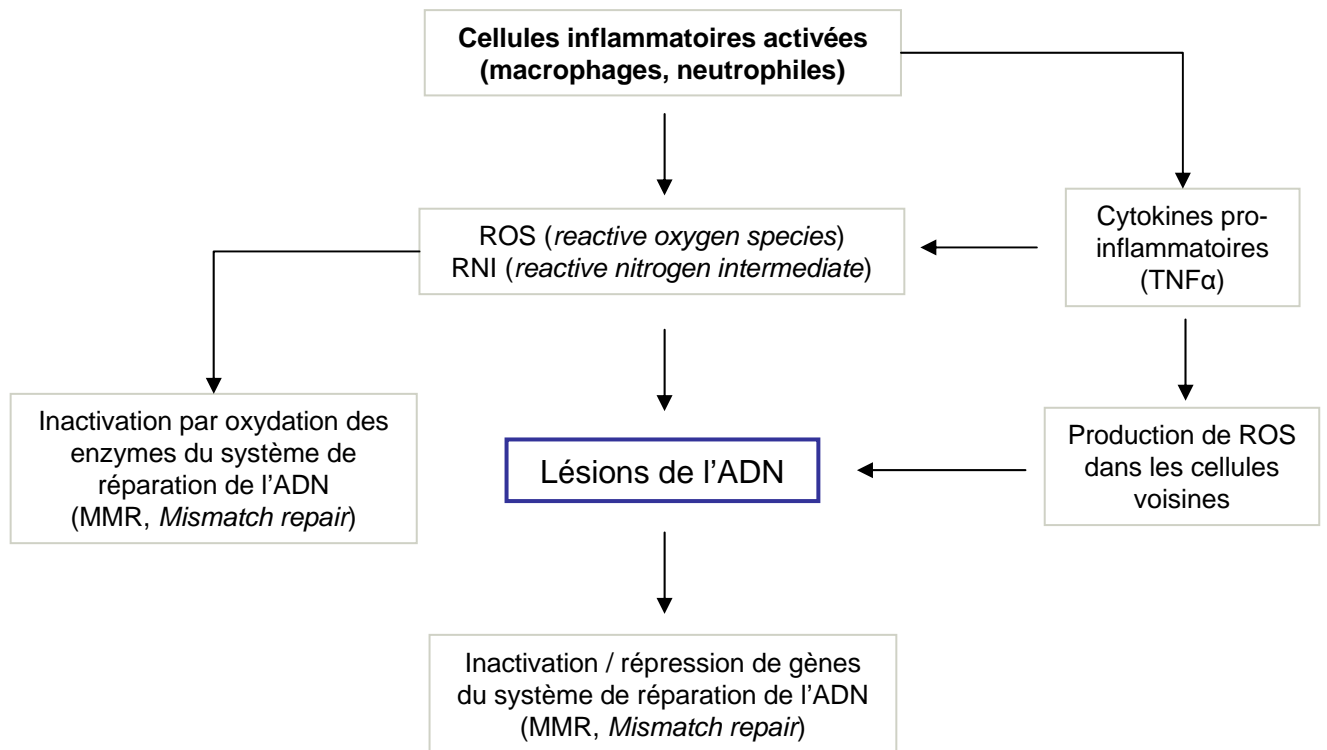 Cellules inflammatoires activées
(macrophages, neutrophiles)
ROS (reactive oxygen species)
RNI (reactive nitrogen intermediate)
Cytokines pro-
inflammatoires
(TNFα)
Inactivation par oxydation des
enzymes du système de
réparation de l’ADN
(MMR, Mismatch repair)
Lésions de l’ADN
Production de ROS
dans les cellules
voisines
Inactivation / répression de gènes
du système de réparation de l’ADN
(MMR, Mismatch repair)